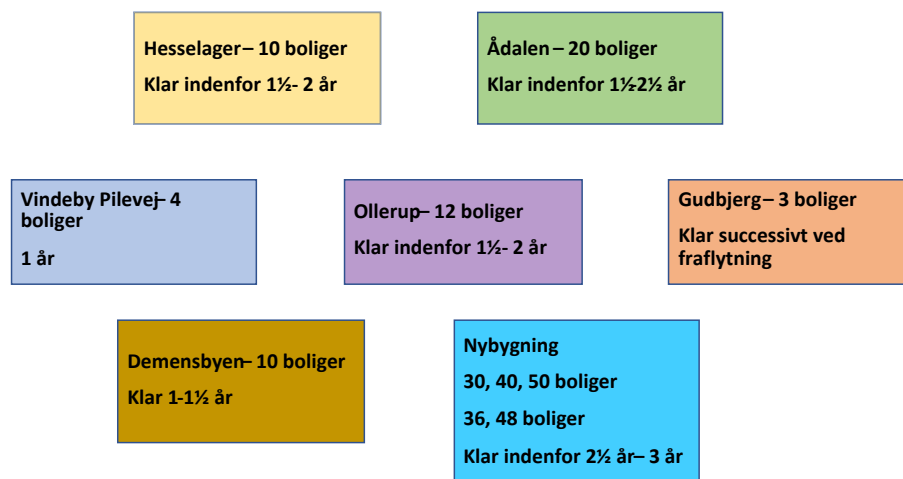 Hesselager– 10 boliger
Klar indenfor 1½- 2 år
Ådalen – 20 boliger
Klar indenfor 1½-2½ år
Vindeby Pilevej– 4
boliger
1 år
Ollerup– 12 boliger
Klar indenfor 1½- 2 år
Gudbjerg – 3 boliger
Klar successivt ved
fraflytning
Demensbyen– 10 boliger
Klar 1-1½ år
Nybygning
30, 40, 50 boliger
36, 48 boliger
Klar indenfor 2½ år– 3 år